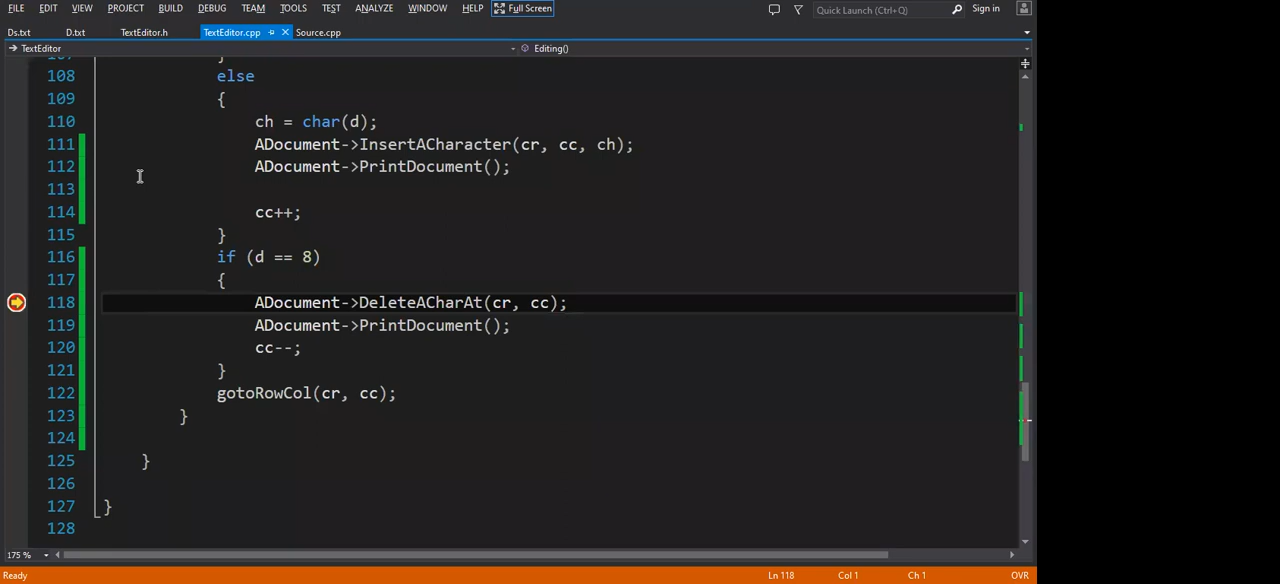 FILE EDIT VIEW PROJECT BUILD DEBUG TEAM TOOLS TEST ANALYZE WINDOW HELP Full Screen Quick Launch (Ctrl+Q) Sign in
Ds.txt D.txt TextEditor.h TextEditor.cpp Source.cpp
TextEditor Editing()
108 else
109 {
110 ch = char(d);
111 ADocument->InsertACharacter(cr, cc, ch);
112 ADocument->PrintDocument();
113
114 cc++;
115 }
116 if (d == 8)
117 {
118 ADocument->DeleteACharAt(cr, cc);
119 ADocument->PrintDocument();
120 cc--;
121 }
122 gotoRowCol(cr, cc);
123 }
124
125 }
126
127 }
128
175 %
Ready Ln 118 Col 1 Ch 1 OVR